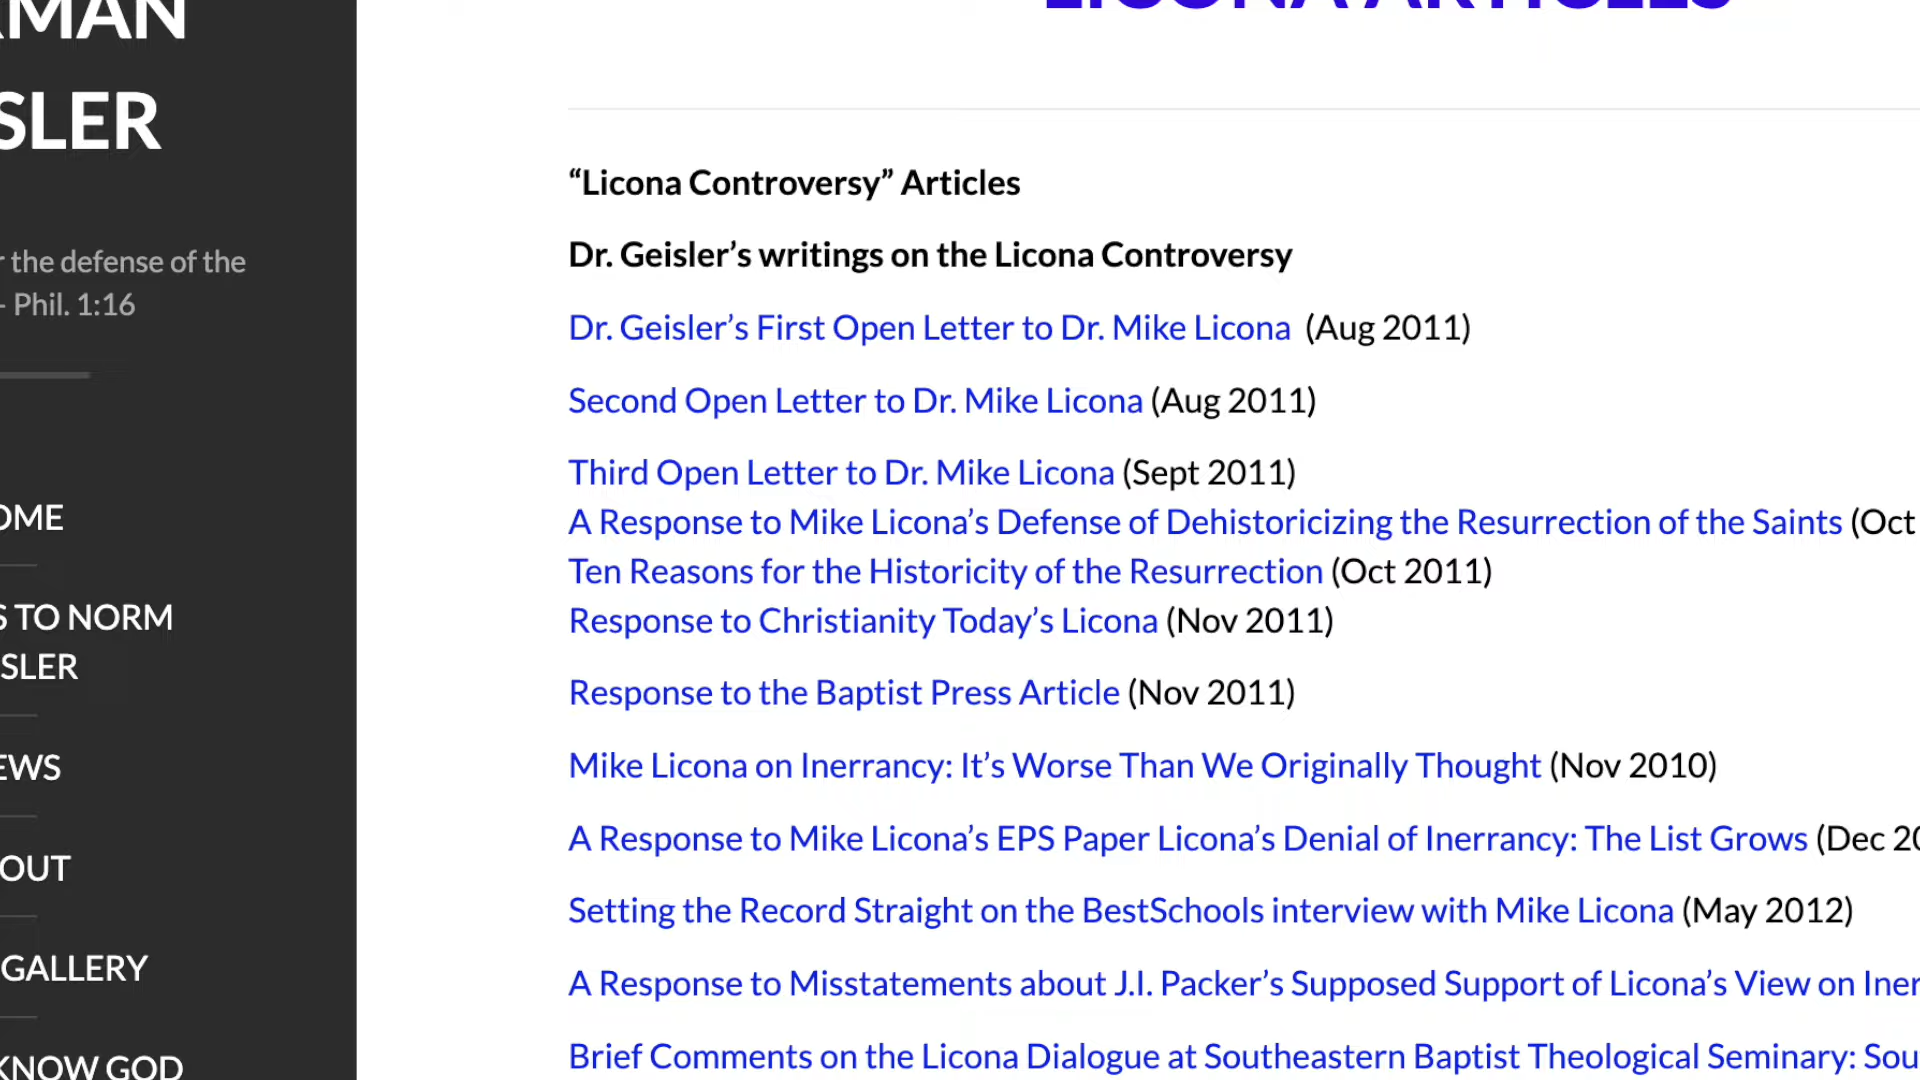 RMAN
SLER
the defense of the
- Phil. 1:16
OME
S TO NORM
SLER
EWS
OUT
GALLERY
KNOW GOD
LICONA ARTICLES
“Licona Controversy” Articles
Dr. Geisler’s writings on the Licona Controversy
Dr. Geisler’s First Open Letter to Dr. Mike Licona (Aug 2011)
Second Open Letter to Dr. Mike Licona (Aug 2011)
Third Open Letter to Dr. Mike Licona (Sept 2011)
A Response to Mike Licona’s Defense of Dehistoricizing the Resurrection of the Saints (Oct
Ten Reasons for the Historicity of the Resurrection (Oct 2011)
Response to Christianity Today’s Licona (Nov 2011)
Response to the Baptist Press Article (Nov 2011)
Mike Licona on Inerrancy: It’s Worse Than We Originally Thought (Nov 2010)
A Response to Mike Licona’s EPS Paper Licona’s Denial of Inerrancy: The List Grows (Dec 20
Setting the Record Straight on the BestSchools interview with Mike Licona (May 2012)
A Response to Misstatements about J.I. Packer’s Supposed Support of Licona’s View on Iner
Brief Comments on the Licona Dialogue at Southeastern Baptist Theological Seminary: Sou